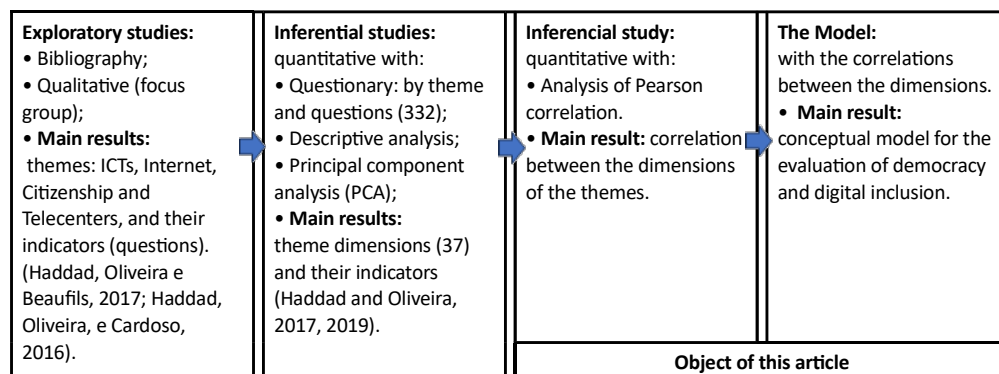 Exploratory studies:
• Bibliography;
• Qualitative (focus
group);
• Main results:
themes: ICTs, Internet,
Citizenship and
Telecenters, and their
indicators (questions).
(Haddad, Oliveira e
Beaufils, 2017; Haddad,
Oliveira, e Cardoso,
2016).
Inferential studies:
quantitative with:
• Questionary: by theme
and questions (332);
• Descriptive analysis;
• Principal component
analysis (PCA);
• Main results:
theme dimensions (37)
and their indicators
(Haddad and Oliveira,
2017, 2019).
Inferencial study:
quantitative with:
• Analysis of Pearson
correlation.
• Main result: correlation
between the dimensions
of the themes.
The Model:
with the correlations
between the dimensions.
• Main result:
conceptual model for the
evaluation of democracy
and digital inclusion.
Object of this article